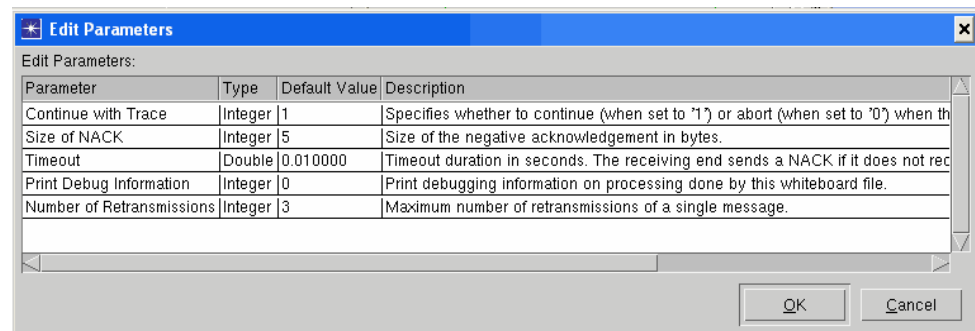 Edit Parameters
Edit Parameters:
Parameter Type Default Value Description
Continue with Trace Integer 1 Specifies whether to continue (when set to '1') or abort (when set to '0') when th
Size of NACK Integer 5 Size of the negative acknowledgement in bytes.
Timeout Double 0.010000 Timeout duration in seconds. The receiving end sends a NACK if it does not rec
Print Debug Information Integer 0 Print debugging information on processing done by this whiteboard file.
Number of Retransmissions Integer 3 Maximum number of retransmissions of a single message.
OK Cancel